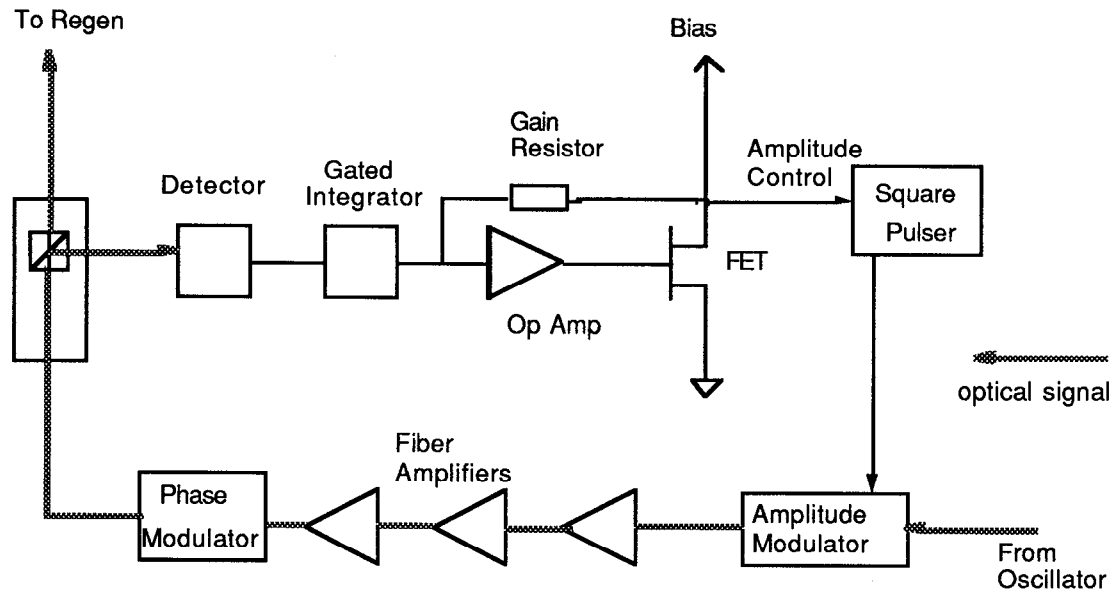 To Regen
Bias
Gain
Resistor
Amplitude
Control
Detector
Gated
Integrator
Square
Pulser
FET
Op Amp
optical signal
Fiber
Amplifiers
Phase
Modulator
Amplitude
Modulator
From
Oscillator